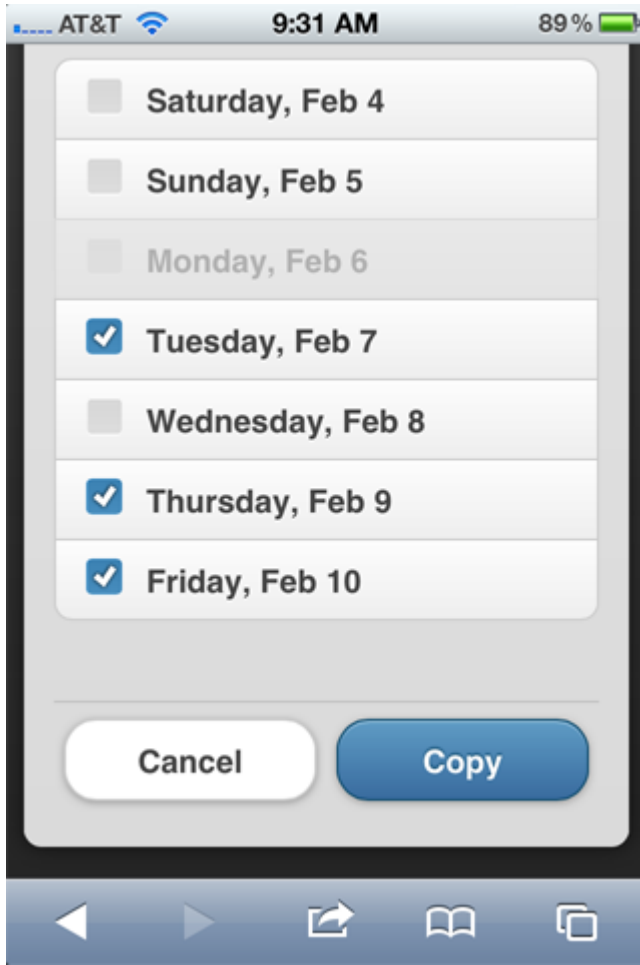 AT&T 9:31 AM 89%
Saturday, Feb 4
Sunday, Feb 5
Monday, Feb 6
Tuesday, Feb 7
Wednesday, Feb 8
Thursday, Feb 9
Friday, Feb 10
Cancel Copy